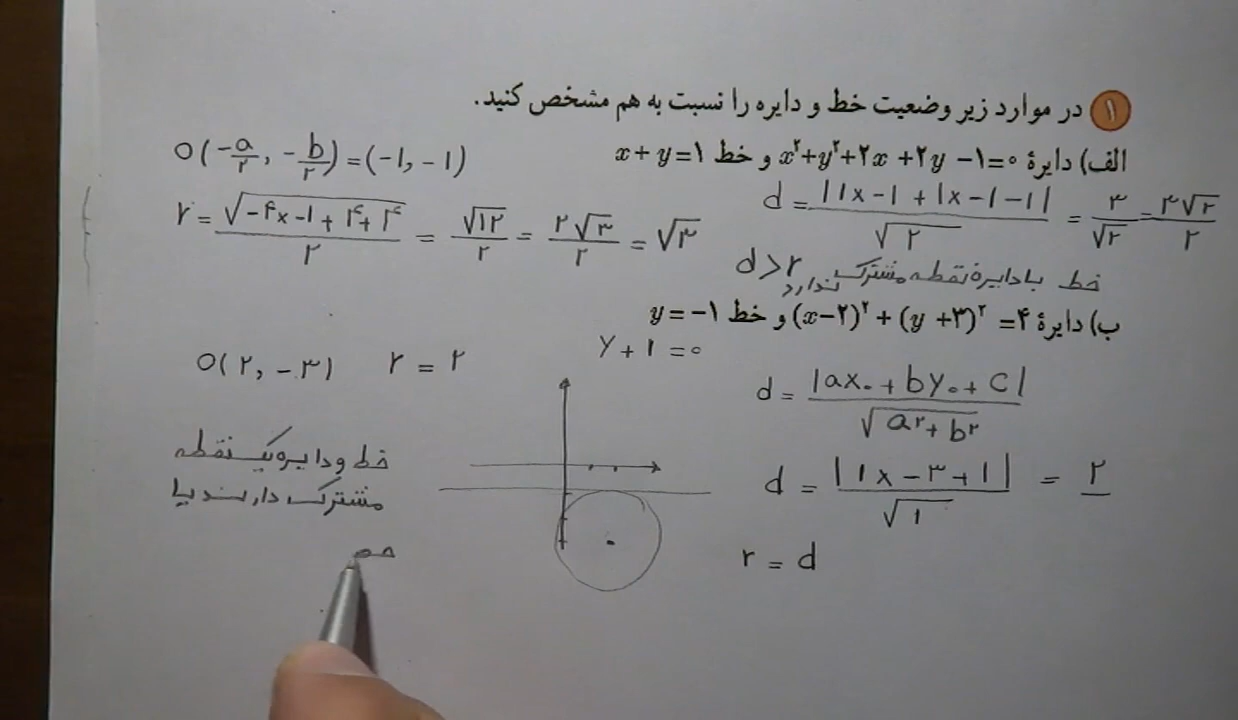 ۱ در موارد زیر وضعیت خط و دایره را نسبت به هم مشخص کنید.
الف) دایرهٔ x²+y²+۲x+۲y−۱=۰ و خط x+y=۱
O(-a/۲, -b/۲)=(-۱, -۱)
r = √(-۴×-۱+۲²+۲²)/۲ = √۱۲/۲ = ۲√۳/۲ = √۳
d = |۱×-۱+۱×-۱-۱|/√۲ = ۳/√۲ = ۳√۲/۲
d>r خط با دایره نقطه مشترک ندارد
ب) دایرهٔ (x−۲)²+(y+۳)²=۴ و خط y=−۱
y+۱=۰
O(۲, -۳) r = ۲
d = |ax۰+by۰+c|/√(a²+b²)
d = |۱×-۳+۱|/√۱ = ۲
r = d
خط و دایره یک نقطه
مشترک دارند یا